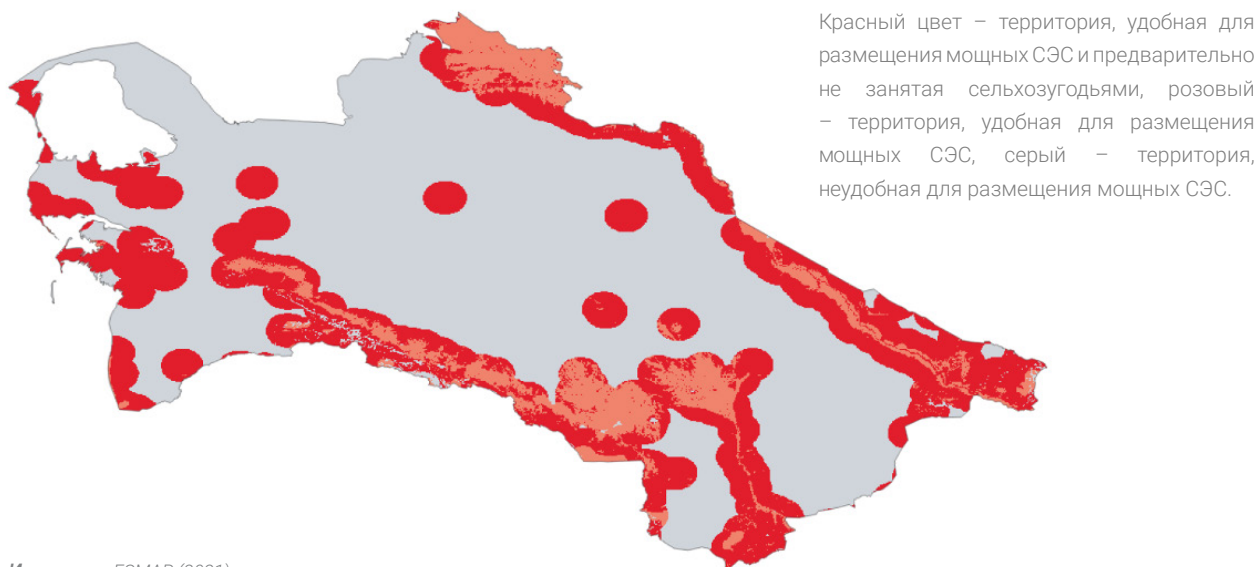 Красный цвет – территория, удобная для
размещения мощных СЭС и предварительно
не занятая сельхозугодьями, розовый
– территория, удобная для размещения
мощных СЭС, серый – территория,
неудобная для размещения мощных СЭС.